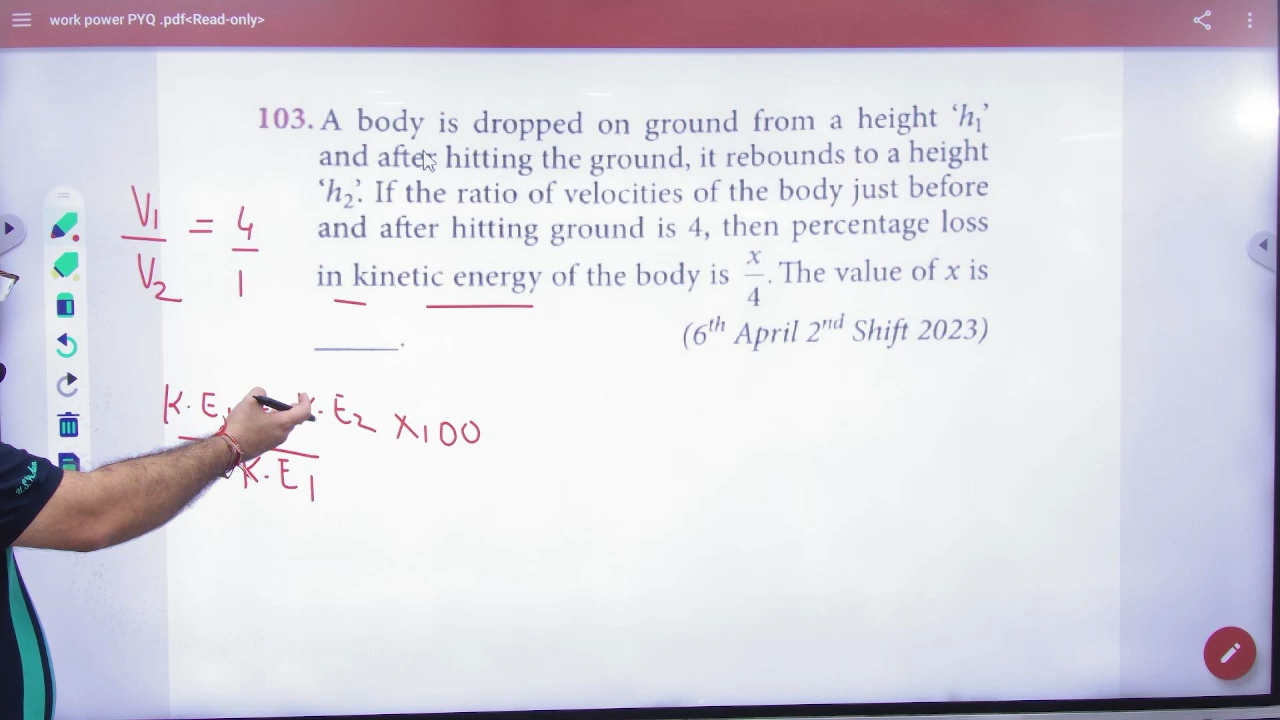 work power PYQ .pdf<Read-only>
103. A body is dropped on ground from a height ‘h₁’
and after hitting the ground, it rebounds to a height
‘h₂’. If the ratio of velocities of the body just before
and after hitting ground is 4, then percentage loss
in kinetic energy of the body is x/4. The value of x is
______.
(6th April 2nd Shift 2023)
V₁/V₂ = 4/1
K.E₁ K.E₂ ×100
K.E₁